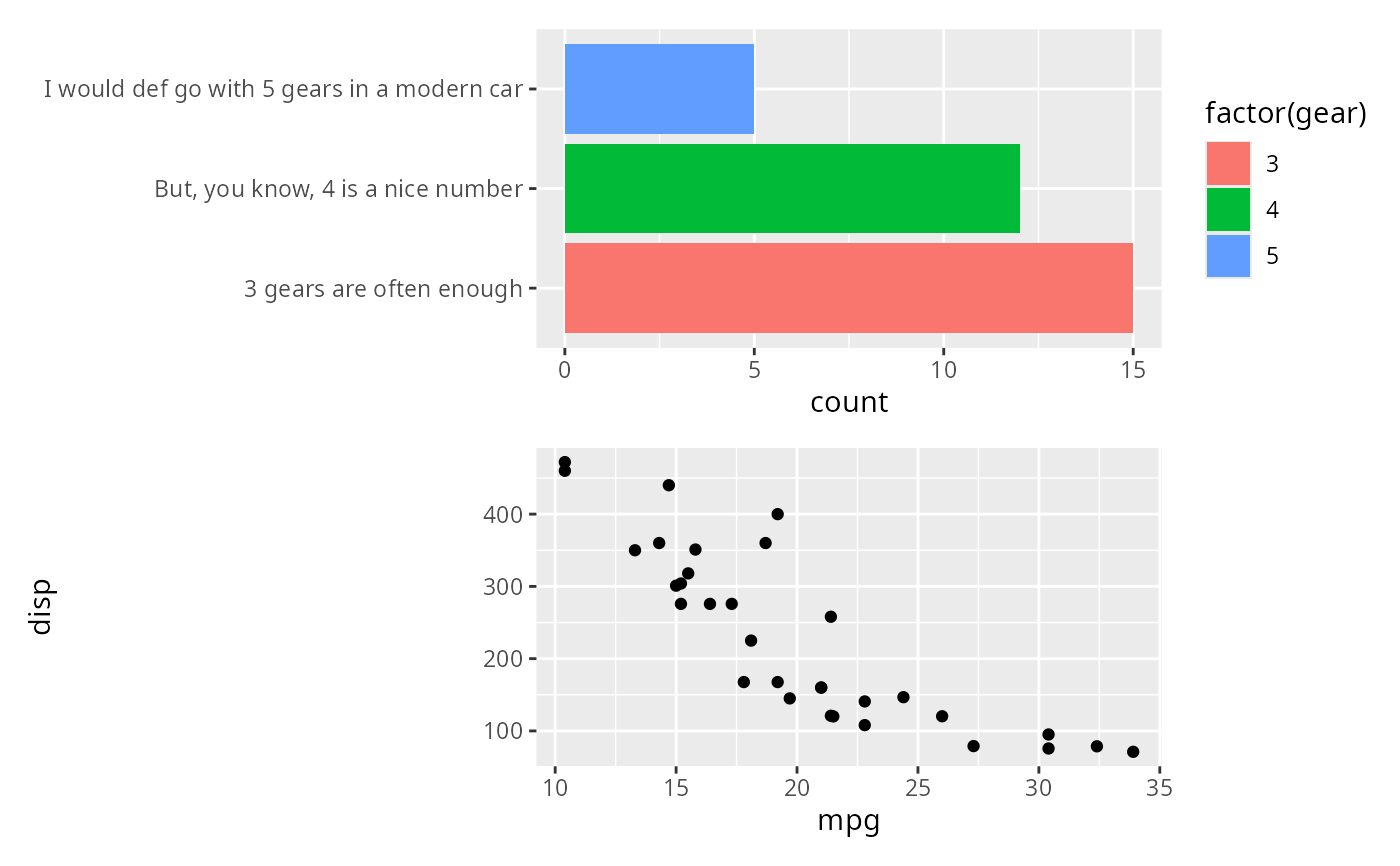 I would def go with 5 gears in a modern car
But, you know, 4 is a nice number
3 gears are often enough
0 5 10 15
count
factor(gear)
3
4
5
disp
400
300
200
100
10 15 20 25 30 35
mpg